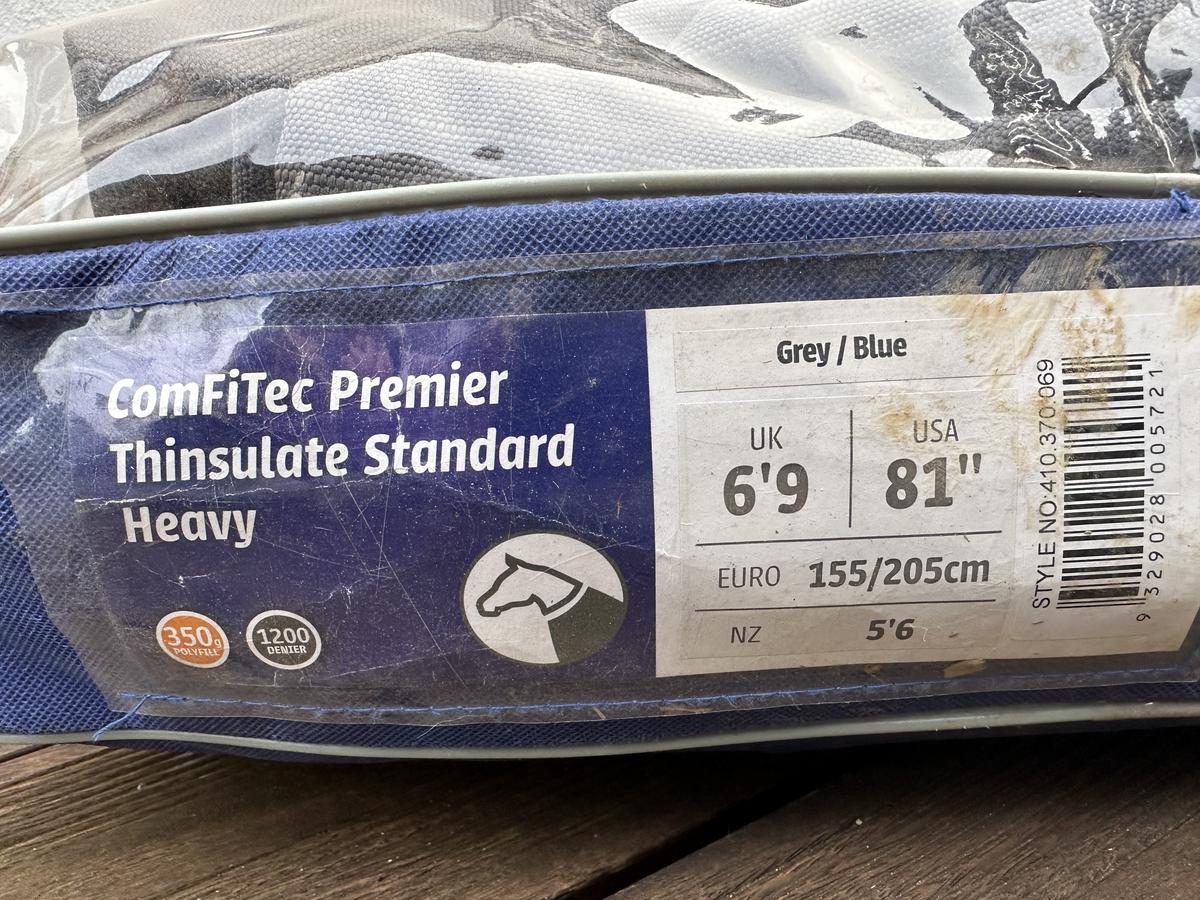 ComFiTec Premier
Thinsulate Standard
Heavy
350g
POLYFILL
1200
DENIER
Grey / Blue
UK
6'9
USA
81"
EURO 155/205cm
NZ 5'6
STYLE NO:410.370.069
9 329028 005721